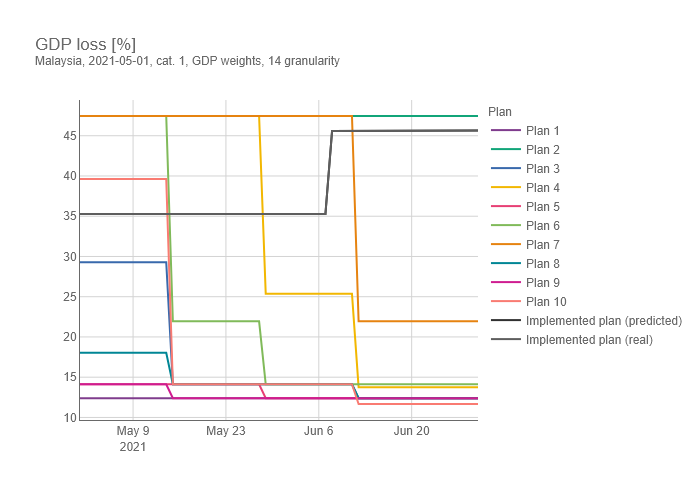 GDP loss [%]
Malaysia, 2021-05-01, cat. 1, GDP weights, 14 granularity
45
40
35
30
25
20
15
10
May 9
2021
May 23
Jun 6
Jun 20
Plan
Plan 1
Plan 2
Plan 3
Plan 4
Plan 5
Plan 6
Plan 7
Plan 8
Plan 9
Plan 10
Implemented plan (predicted)
Implemented plan (real)